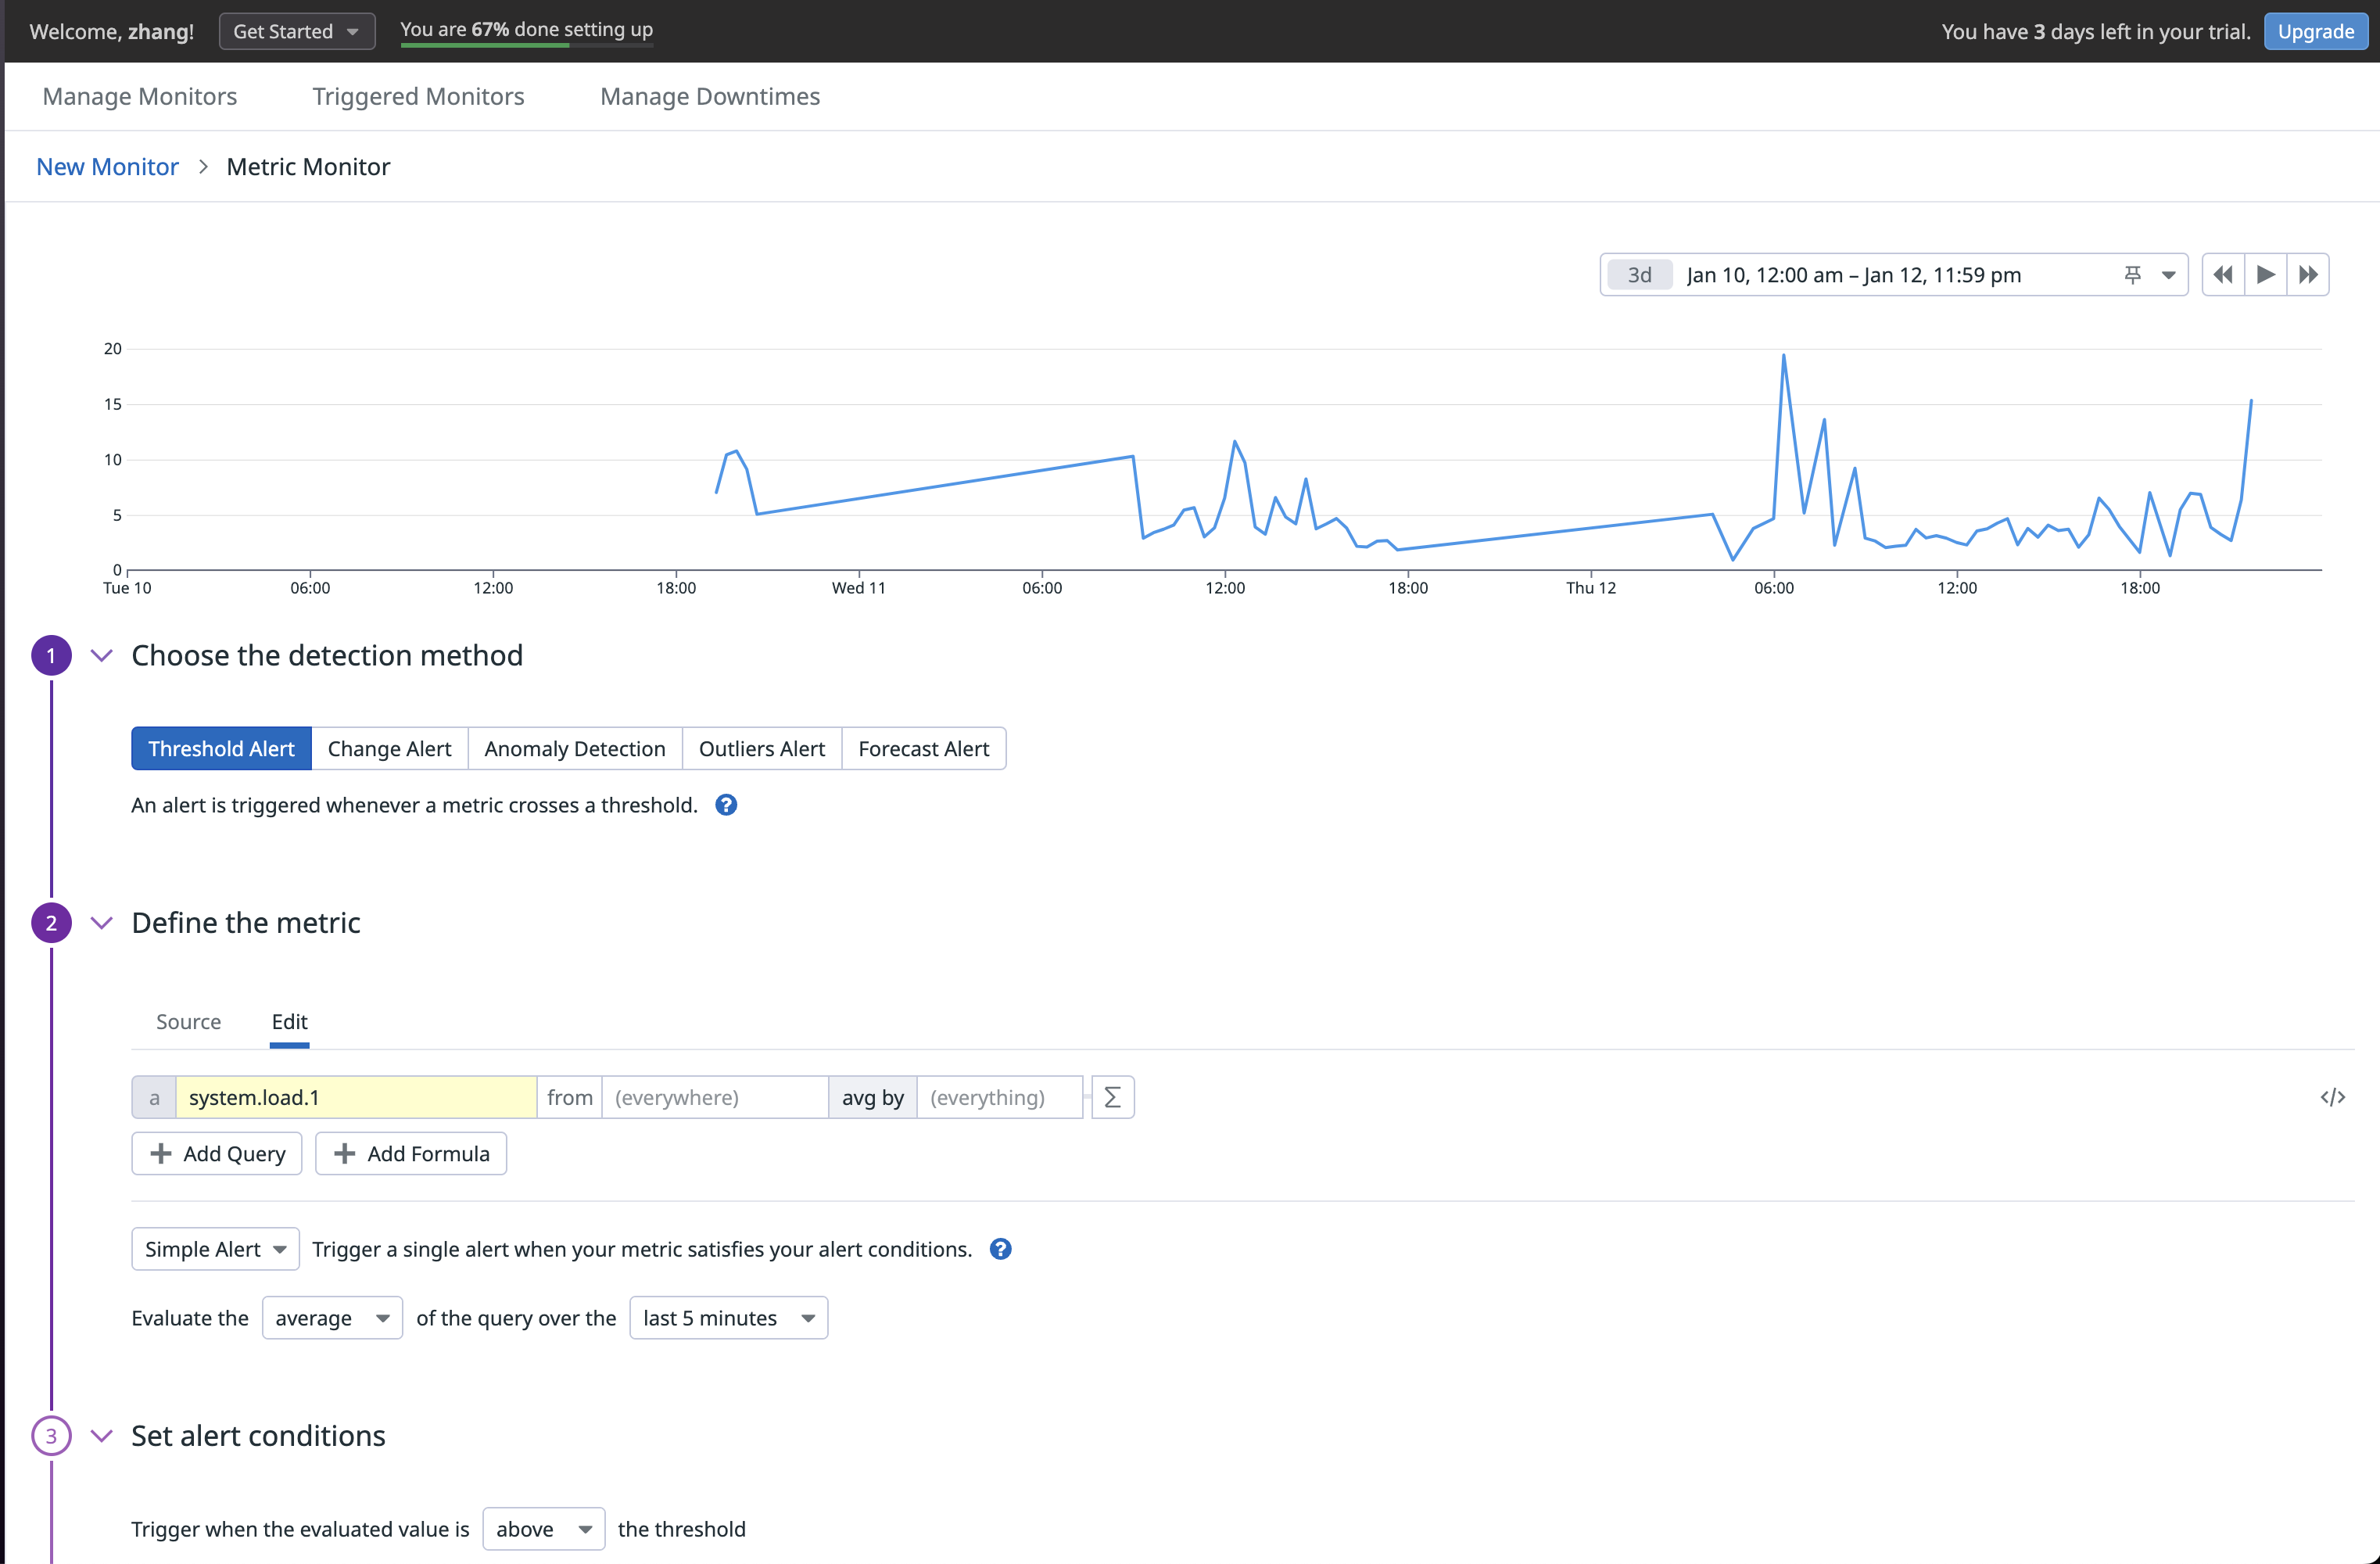 Welcome, zhang! Get Started You are 67% done setting up You have 3 days left in your trial. Upgrade
Manage Monitors Triggered Monitors Manage Downtimes
New Monitor > Metric Monitor
3d Jan 10, 12:00 am – Jan 12, 11:59 pm
20
15
10
5
0
Tue 10 06:00 12:00 18:00 Wed 11 06:00 12:00 18:00 Thu 12 06:00 12:00 18:00
1 Choose the detection method
Threshold Alert Change Alert Anomaly Detection Outliers Alert Forecast Alert
An alert is triggered whenever a metric crosses a threshold. ?
2 Define the metric
Source Edit
a system.load.1 from (everywhere) avg by (everything) Σ </>
+ Add Query + Add Formula
Simple Alert Trigger a single alert when your metric satisfies your alert conditions. ?
Evaluate the average of the query over the last 5 minutes
3 Set alert conditions
Trigger when the evaluated value is above the threshold